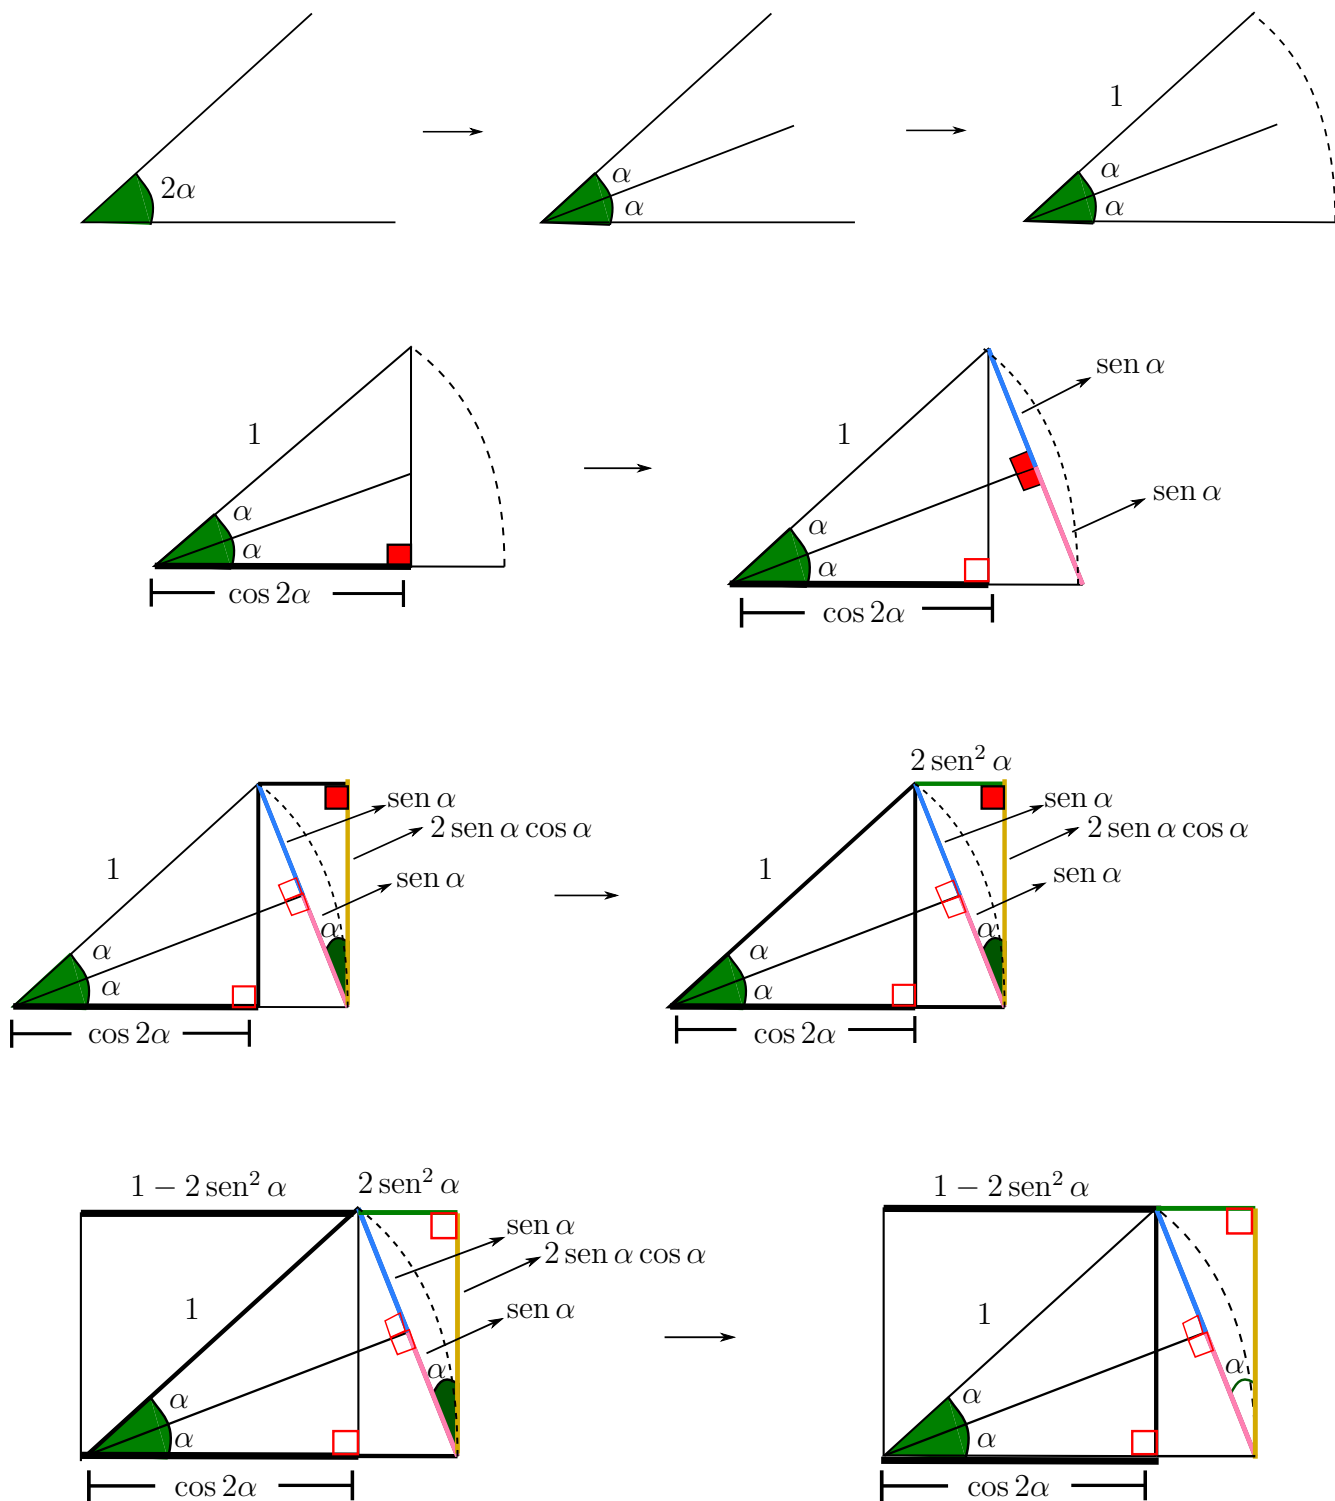 2α
α
α
1
α
α
1
α
α
cos 2α
1
α
α
sen α
sen α
cos 2α
1
α
α
sen α
2 sen α cos α
sen α
α
cos 2α
2 sen² α
1
α
α
sen α
2 sen α cos α
sen α
α
cos 2α
1 − 2 sen² α
2 sen² α
1
α
α
sen α
2 sen α cos α
sen α
α
cos 2α
1 − 2 sen² α
1
α
α
α
cos 2α